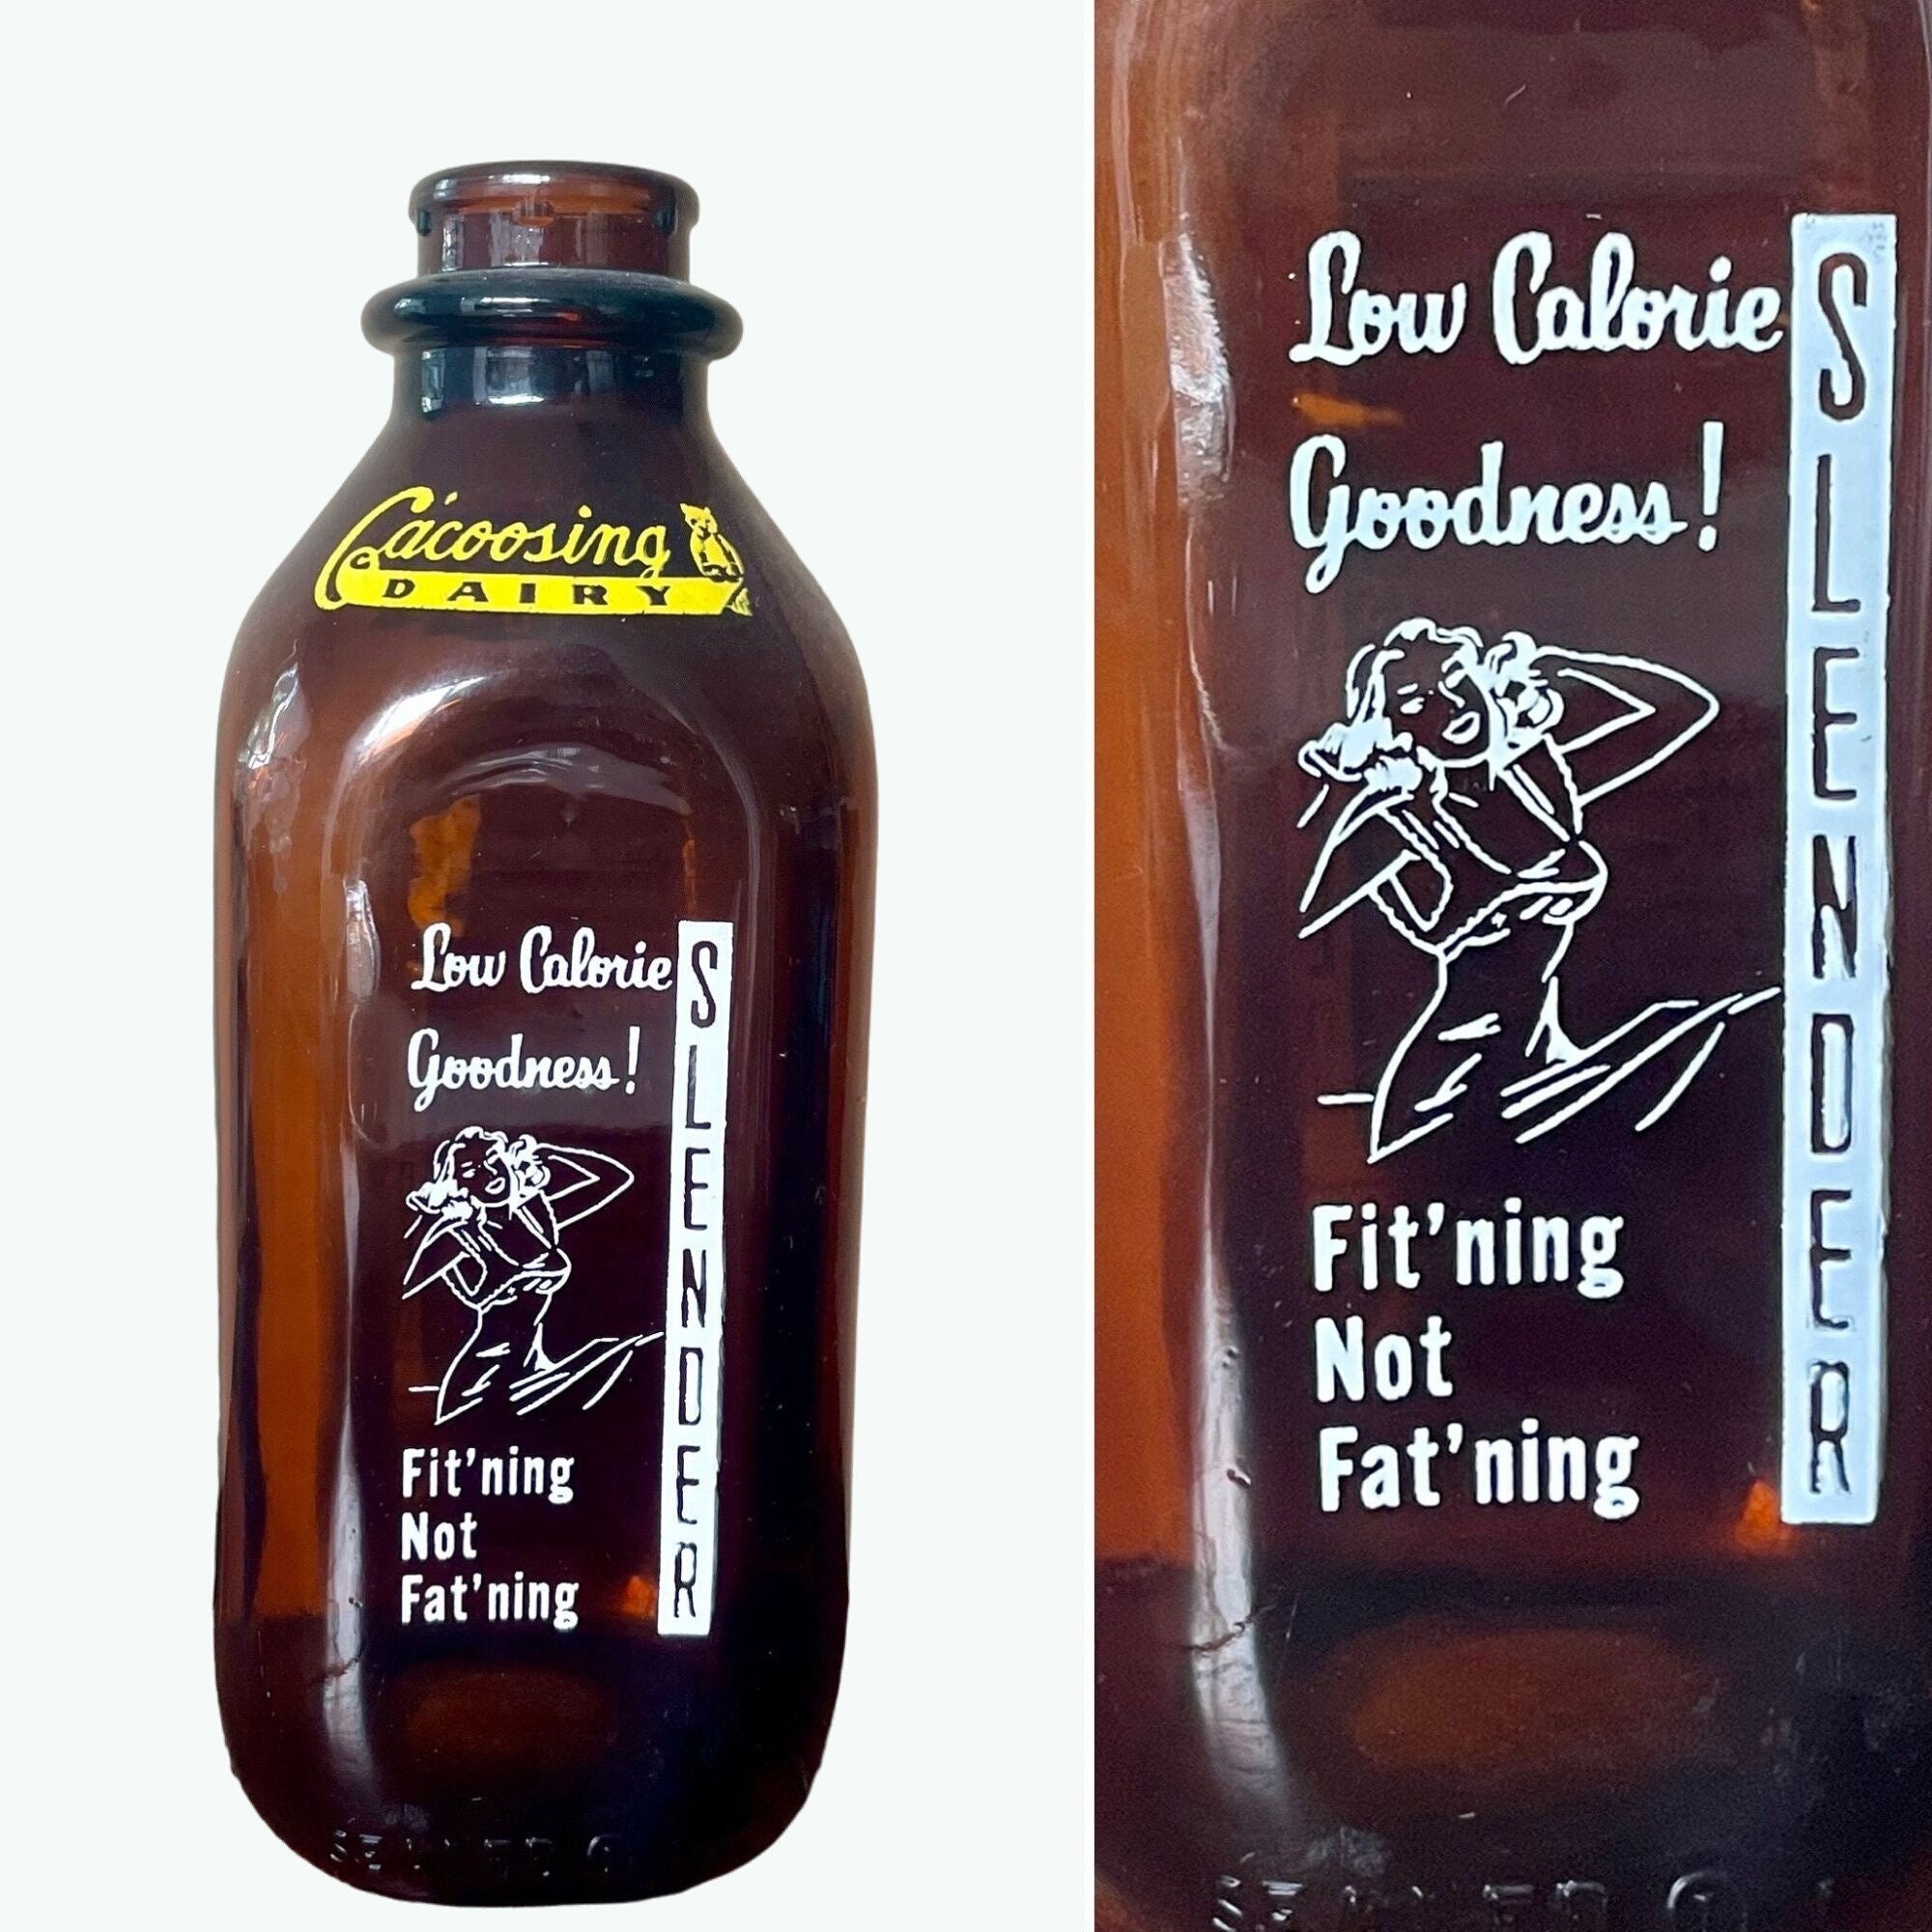 Cacoosing
DAIRY
Low Calorie
Goodness!
SLENDER
Fit'ning
Not
Fat'ning
Low Calorie
Goodness!
SLENDER
Fit'ning
Not
Fat'ning